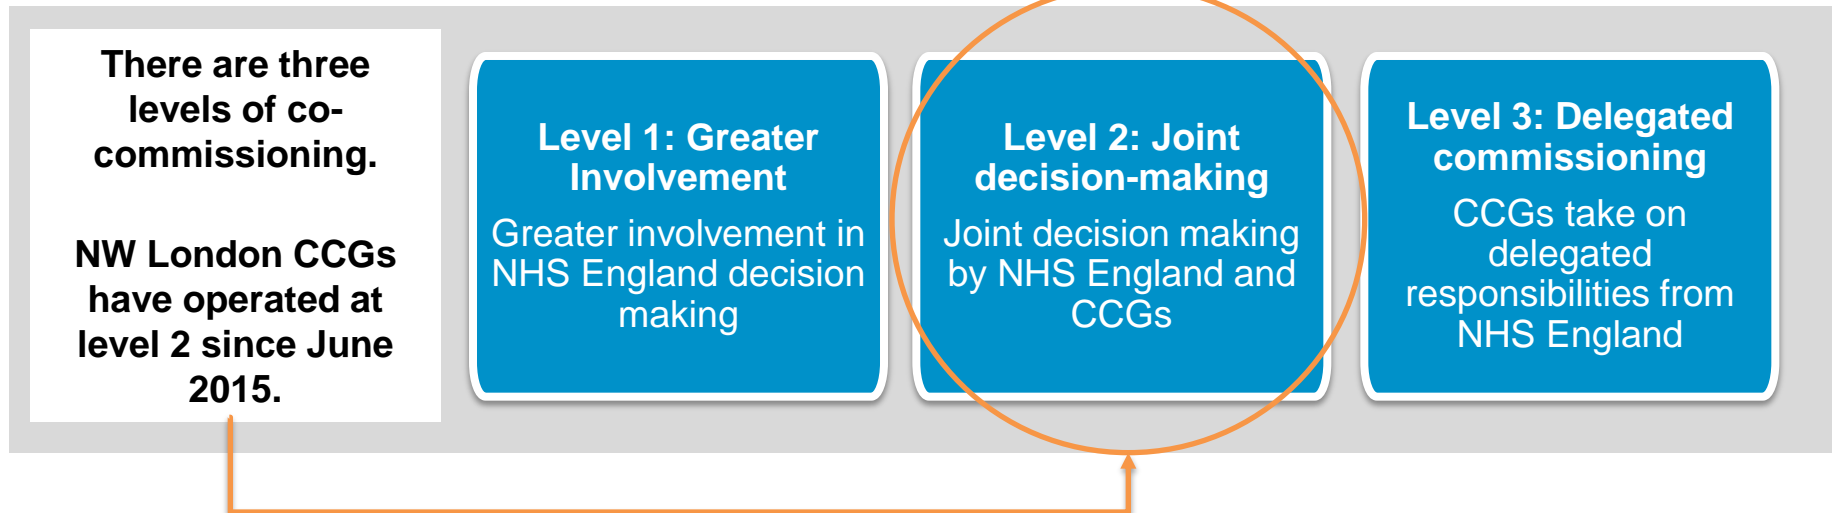 There are three
levels of co-
commissioning.
NW London CCGs
have operated at
level 2 since June
2015.
Level 1: Greater
Involvement
Greater involvement in
NHS England decision
making
Level 2: Joint
decision-making
Joint decision making
by NHS England and
CCGs
Level 3: Delegated
commissioning
CCGs take on
delegated
responsibilities from
NHS England